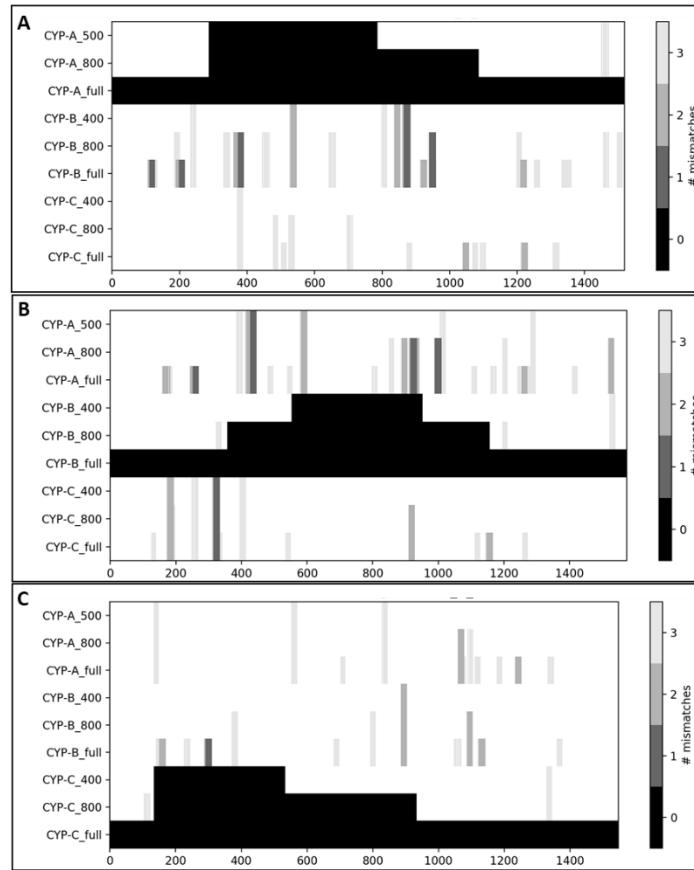 A
CYP-A_500
CYP-A_800
CYP-A_full
CYP-B_400
CYP-B_800
CYP-B_full
CYP-C_400
CYP-C_800
CYP-C_full
0 200 400 600 800 1000 1200 1400
3
2
1
0
# mismatches
B
CYP-A_500
CYP-A_800
CYP-A_full
CYP-B_400
CYP-B_800
CYP-B_full
CYP-C_400
CYP-C_800
CYP-C_full
0 200 400 600 800 1000 1200 1400
3
2
1
0
# mismatches
C
CYP-A_500
CYP-A_800
CYP-A_full
CYP-B_400
CYP-B_800
CYP-B_full
CYP-C_400
CYP-C_800
CYP-C_full
0 200 400 600 800 1000 1200 1400
3
2
1
0
# mismatches